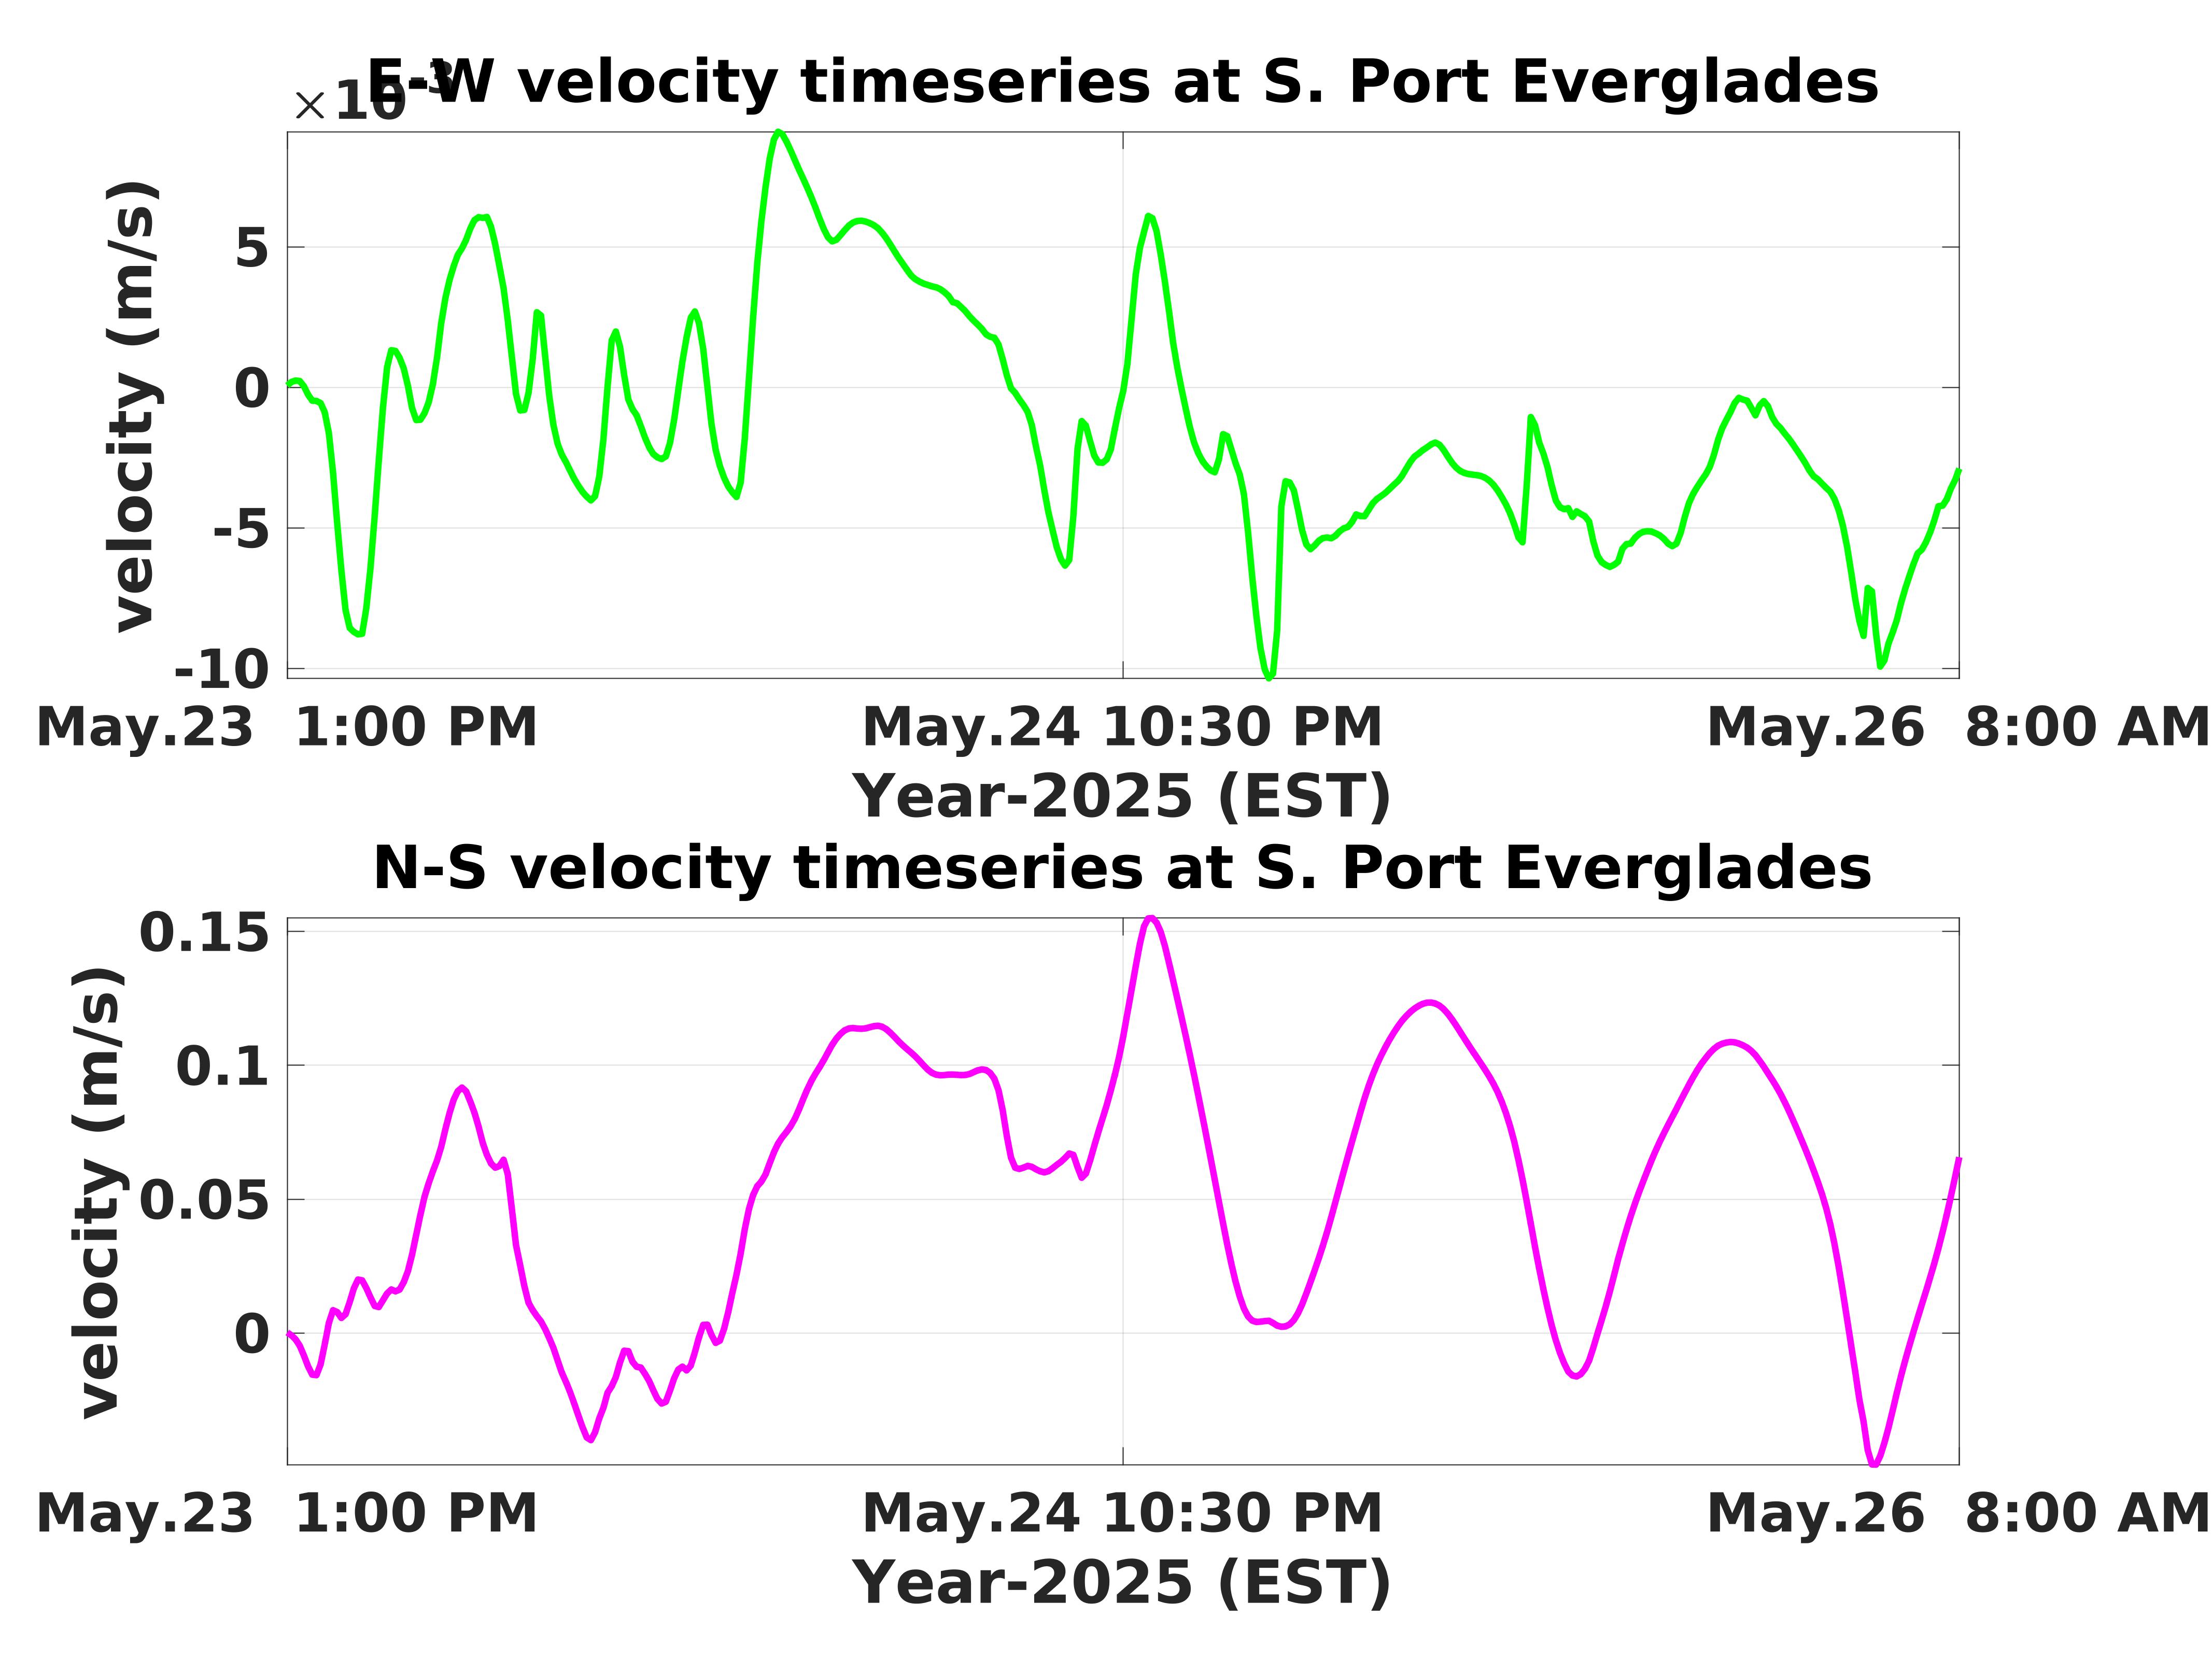 E-W velocity timeseries at S. Port Everglades
×10-3
velocity (m/s)
5
0
-5
-10
May.23  1:00 PM
May.24 10:30 PM
May.26  8:00 AM
Year-2025 (EST)
N-S velocity timeseries at S. Port Everglades
velocity (m/s)
0.15
0.1
0.05
0
May.23  1:00 PM
May.24 10:30 PM
May.26  8:00 AM
Year-2025 (EST)